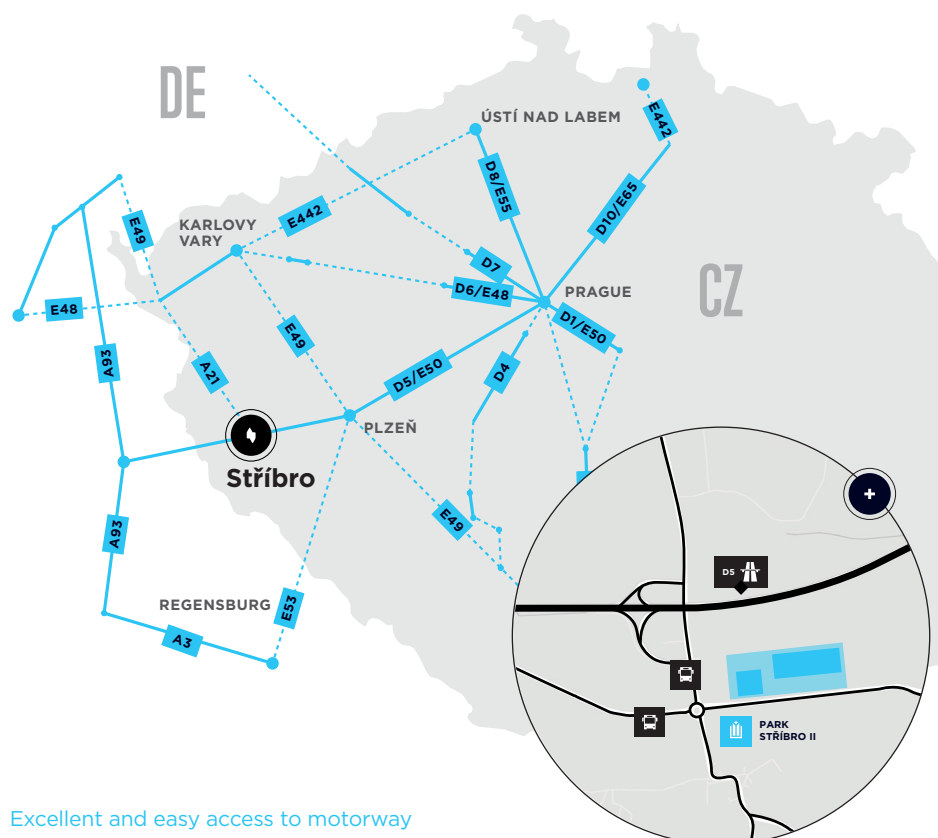 DE
E442
ÚSTÍ NAD LABEM
D8/E55
D10/E65
E49
KARLOVY
VARY
E442
D7
D6/E48
PRAGUE
CZ
E48
D1/E50
E49
A93
A21
D5/E50
D4
PLZEŇ
Stříbro
A93
E49
REGENSBURG
E53
A3
D5
PARK
STŘÍBRO II
Excellent and easy access to motorway